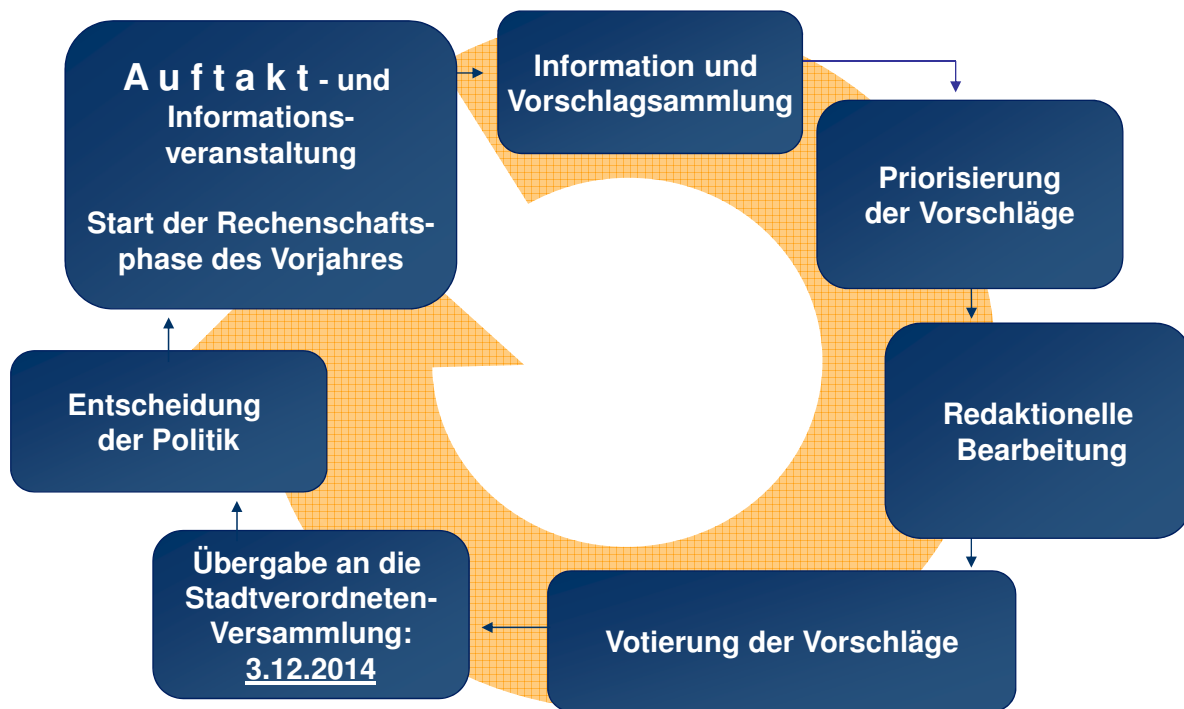 A u f t a k t - und
Informations-
veranstaltung
Start der Rechenschafts-
phase des Vorjahres
Information und
Vorschlagsammlung
Priorisierung
der Vorschläge
Redaktionelle
Bearbeitung
Votierung der Vorschläge
Übergabe an die
Stadtverordneten-
Versammlung:
3.12.2014
Entscheidung
der Politik